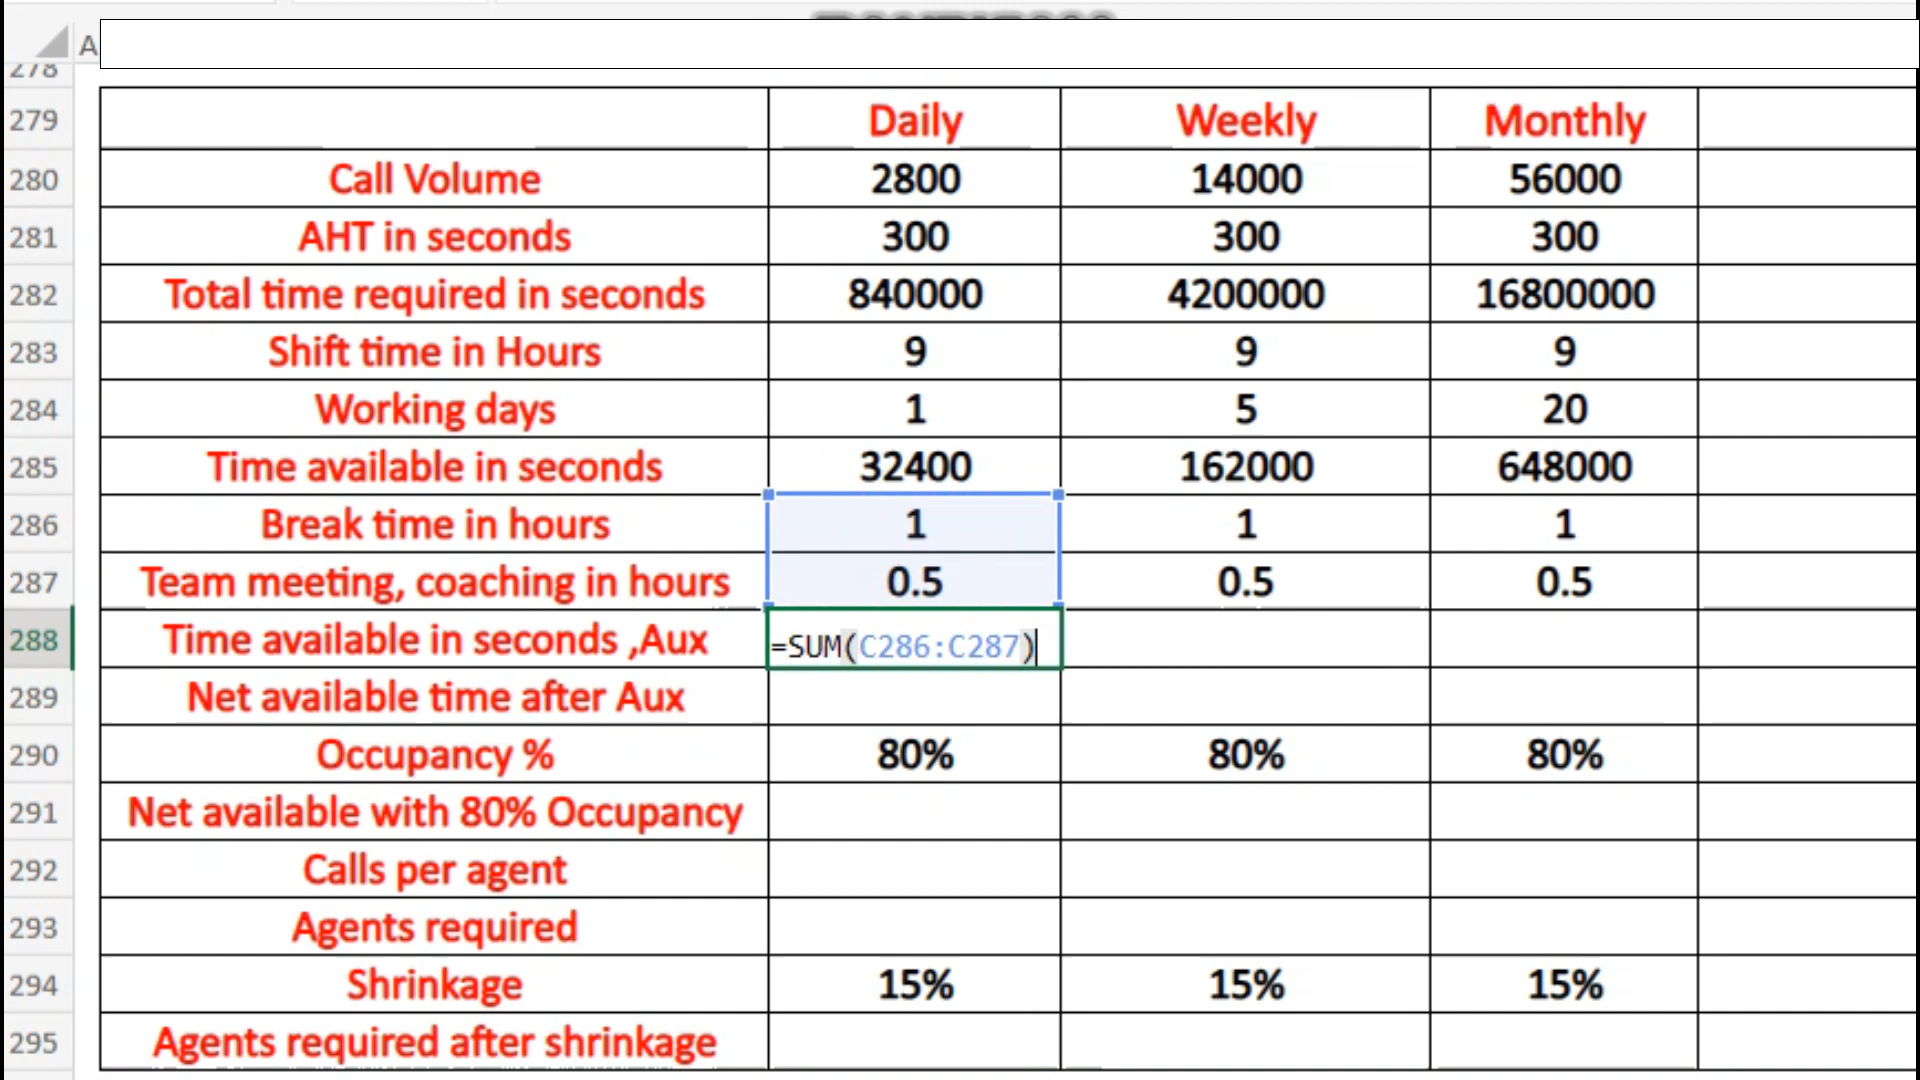 A
278
279 Daily Weekly Monthly
280 Call Volume 2800 14000 56000
281 AHT in seconds 300 300 300
282 Total time required in seconds 840000 4200000 16800000
283 Shift time in Hours 9 9 9
284 Working days 1 5 20
285 Time available in seconds 32400 162000 648000
286 Break time in hours 1 1 1
287 Team meeting, coaching in hours 0.5 0.5 0.5
288 Time available in seconds ,Aux =SUM(C286:C287)
289 Net available time after Aux
290 Occupancy % 80% 80% 80%
291 Net available with 80% Occupancy
292 Calls per agent
293 Agents required
294 Shrinkage 15% 15% 15%
295 Agents required after shrinkage